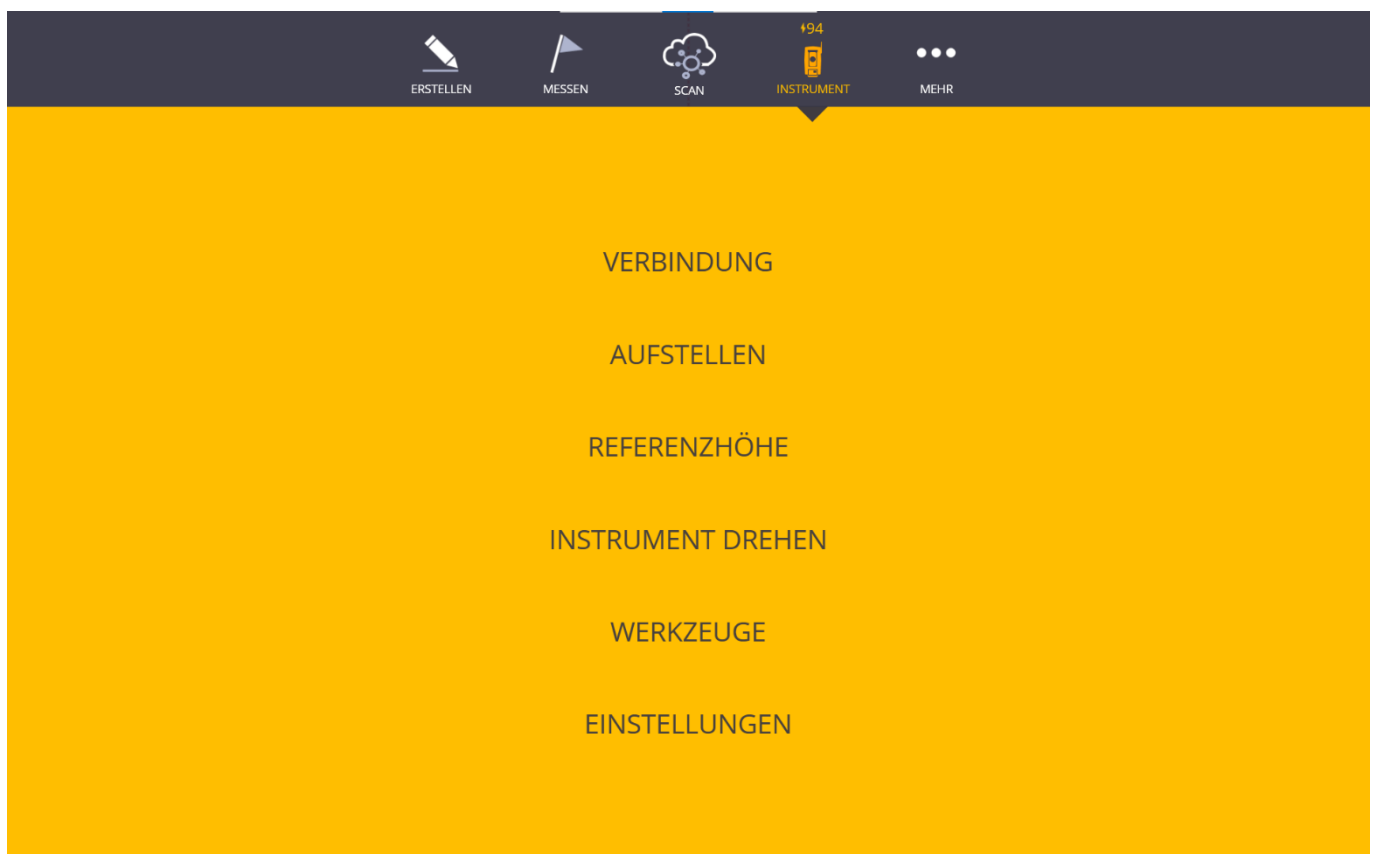 94
ERSTELLEN
MESSEN
SCAN
INSTRUMENT
MEHR
VERBINDUNG
AUFSTELLEN
REFERENZHÖHE
INSTRUMENT DREHEN
WERKZEUGE
EINSTELLUNGEN